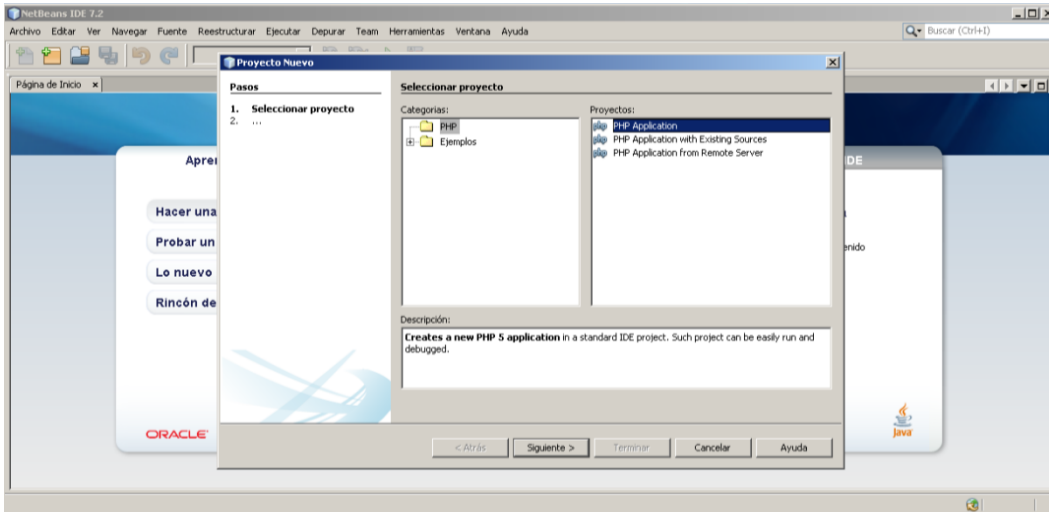 NetBeans IDE 7.2
Archivo Editar Ver Navegar Fuente Reestructurar Ejecutar Depurar Team Herramientas Ventana Ayuda
Buscar (Ctrl+I)
Página de Inicio
Proyecto Nuevo
Pasos
1. Seleccionar proyecto
2. ...
Seleccionar proyecto
Categorías:
PHP
Ejemplos
Proyectos:
PHP Application
PHP Application with Existing Sources
PHP Application from Remote Server
Descripción:
Creates a new PHP 5 application in a standard IDE project. Such project can be easily run and
debugged.
< Atrás
Siguiente >
Terminar
Cancelar
Ayuda
Apre
IDE
Hacer una
Probar un
enido
Lo nuevo
Rincón de
ORACLE
Java